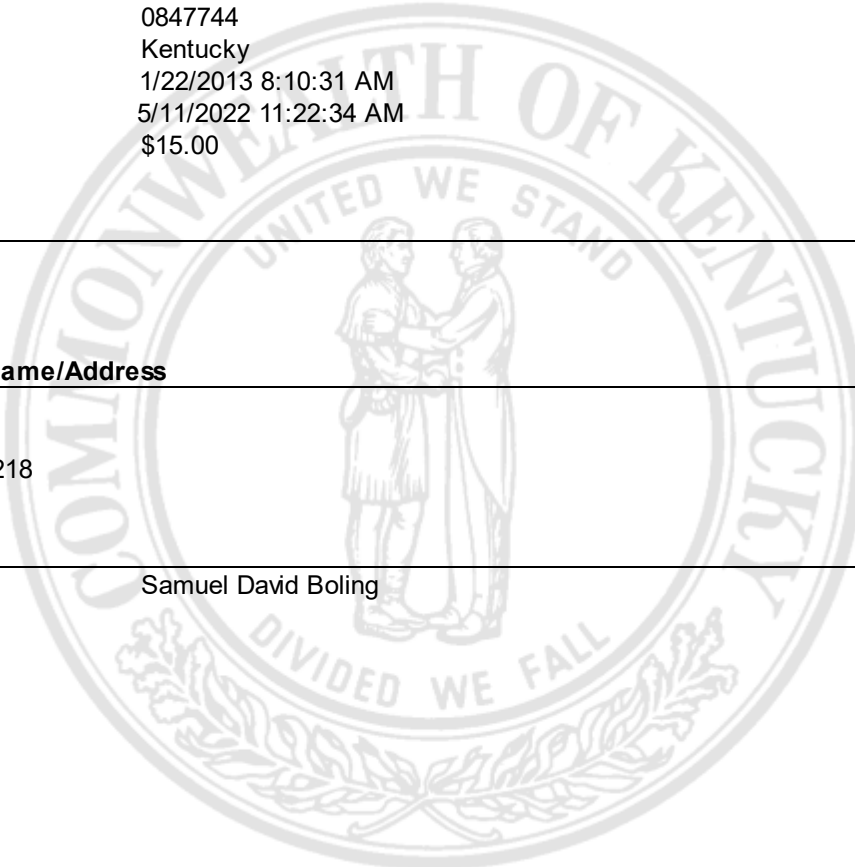 0847744
Kentucky
1/22/2013 8:10:31 AM
5/11/2022 11:22:34 AM
$15.00
COMMONWEALTH OF KENTUCKY
UNITED WE STAND
ame/Address
218
Samuel David Boling
DIVIDED WE FALL